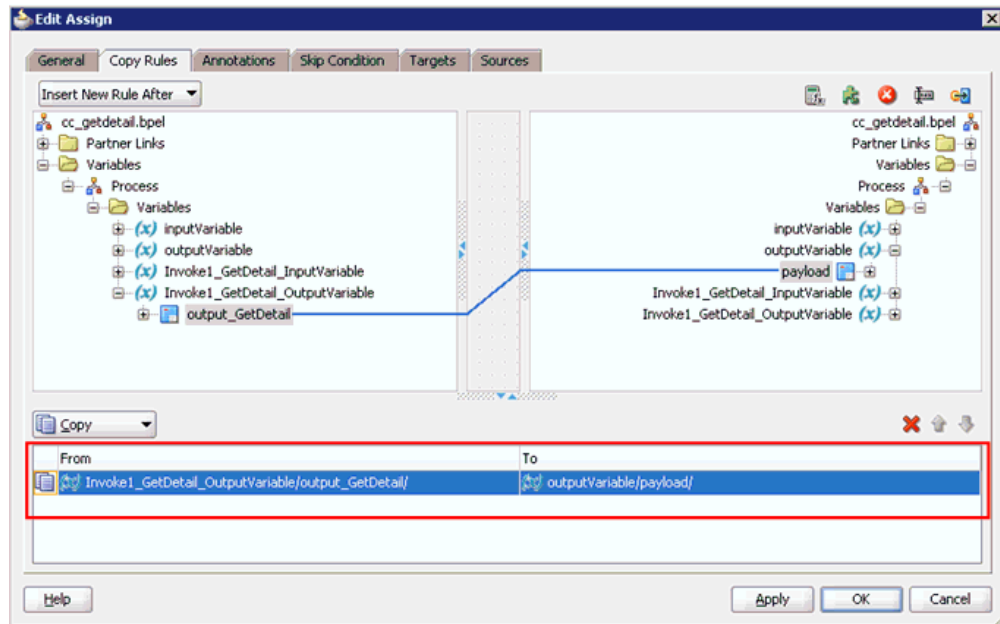 Edit Assign
General Copy Rules Annotations Skip Condition Targets Sources
Insert New Rule After
cc_getdetail.bpel
Partner Links
Variables
Process
Variables
(x) inputVariable
(x) outputVariable
(x) Invoke1_GetDetail_InputVariable
(x) Invoke1_GetDetail_OutputVariable
output_GetDetail
cc_getdetail.bpel
Partner Links
Variables
Process
Variables
inputVariable (x)
outputVariable (x)
payload
Invoke1_GetDetail_InputVariable (x)
Invoke1_GetDetail_OutputVariable (x)
Copy
From To
Invoke1_GetDetail_OutputVariable/output_GetDetail/ outputVariable/payload/
Help Apply OK Cancel